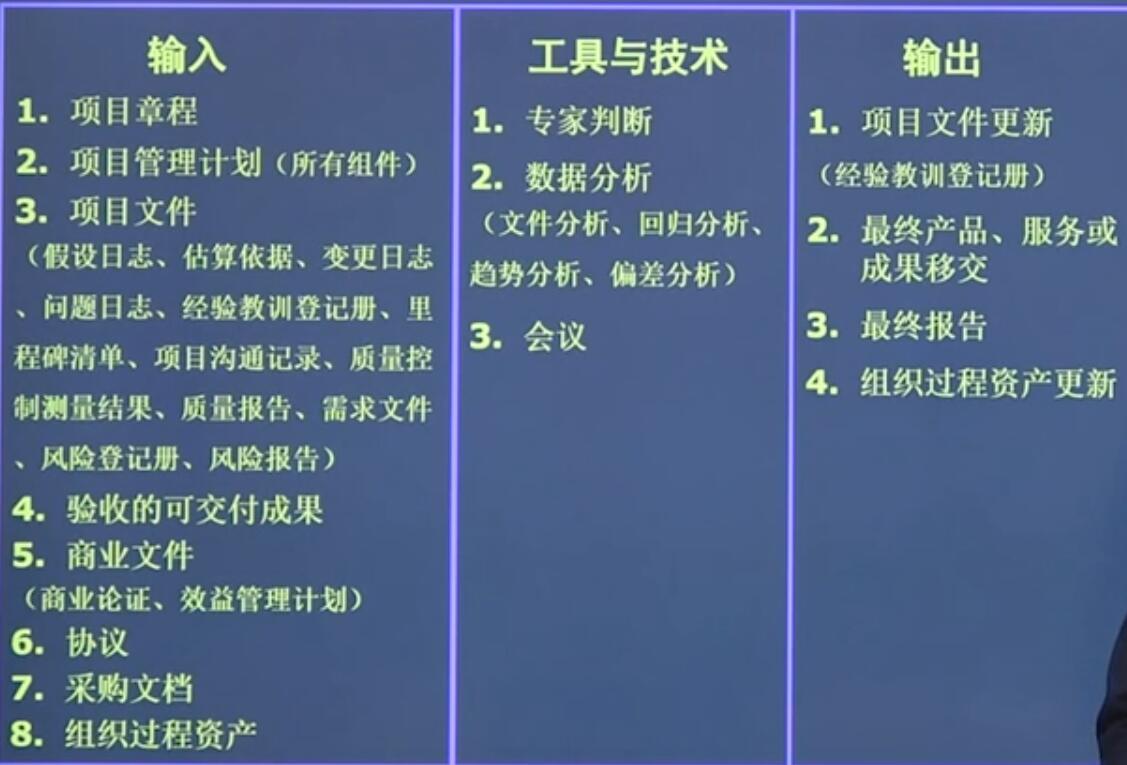 输入
1. 项目章程
2. 项目管理计划（所有组件）
3. 项目文件
（假设日志、估算依据、变更日志
、问题日志、经验教训登记册、里
程碑清单、项目沟通记录、质量控
制测量结果、质量报告、需求文件
、风险登记册、风险报告）
4. 验收的可交付成果
5. 商业文件
（商业论证、效益管理计划）
6. 协议
7. 采购文档
8. 组织过程资产
工具与技术
1. 专家判断
2. 数据分析
（文件分析、回归分析、
趋势分析、偏差分析）
3. 会议
输出
1. 项目文件更新
（经验教训登记册）
2. 最终产品、服务或
成果移交
3. 最终报告
4. 组织过程资产更新